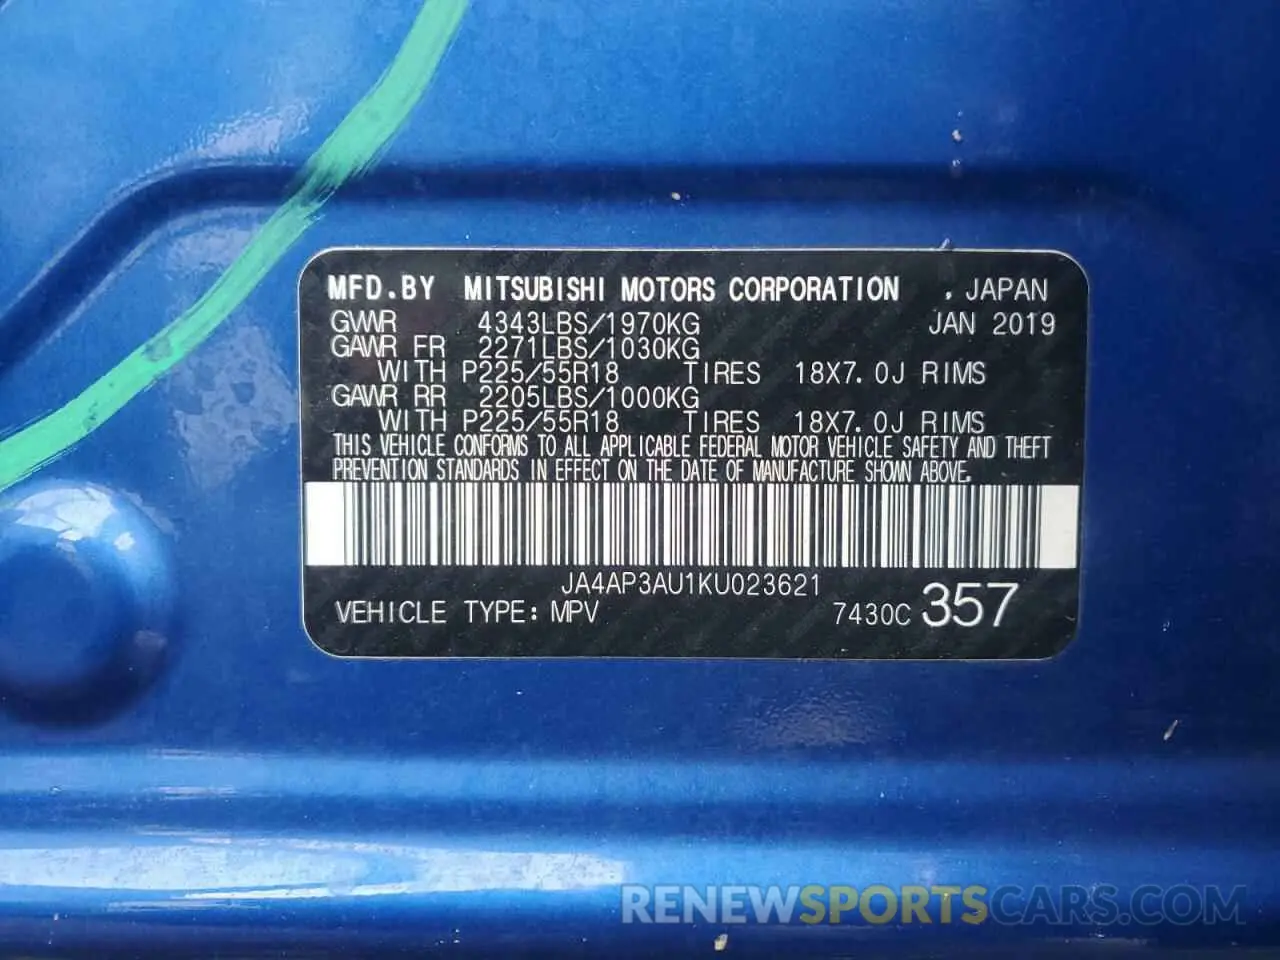 MFD.BY MITSUBISHI MOTORS CORPORATION , JAPAN
GVWR 4343LBS/1970KG JAN 2019
GAWR FR 2271LBS/1030KG
WITH P225/55R18 TIRES 18X7.0J RIMS
GAWR RR 2205LBS/1000KG
WITH P225/55R18 TIRES 18X7.0J RIMS
THIS VEHICLE CONFORMS TO ALL APPLICABLE FEDERAL MOTOR VEHICLE SAFETY AND THEFT
PREVENTION STANDARDS IN EFFECT ON THE DATE OF MANUFACTURE SHOWN ABOVE.
JA4AP3AU1KU023621
VEHICLE TYPE: MPV 7430C 357
RENEWSPORTSCARS.COM